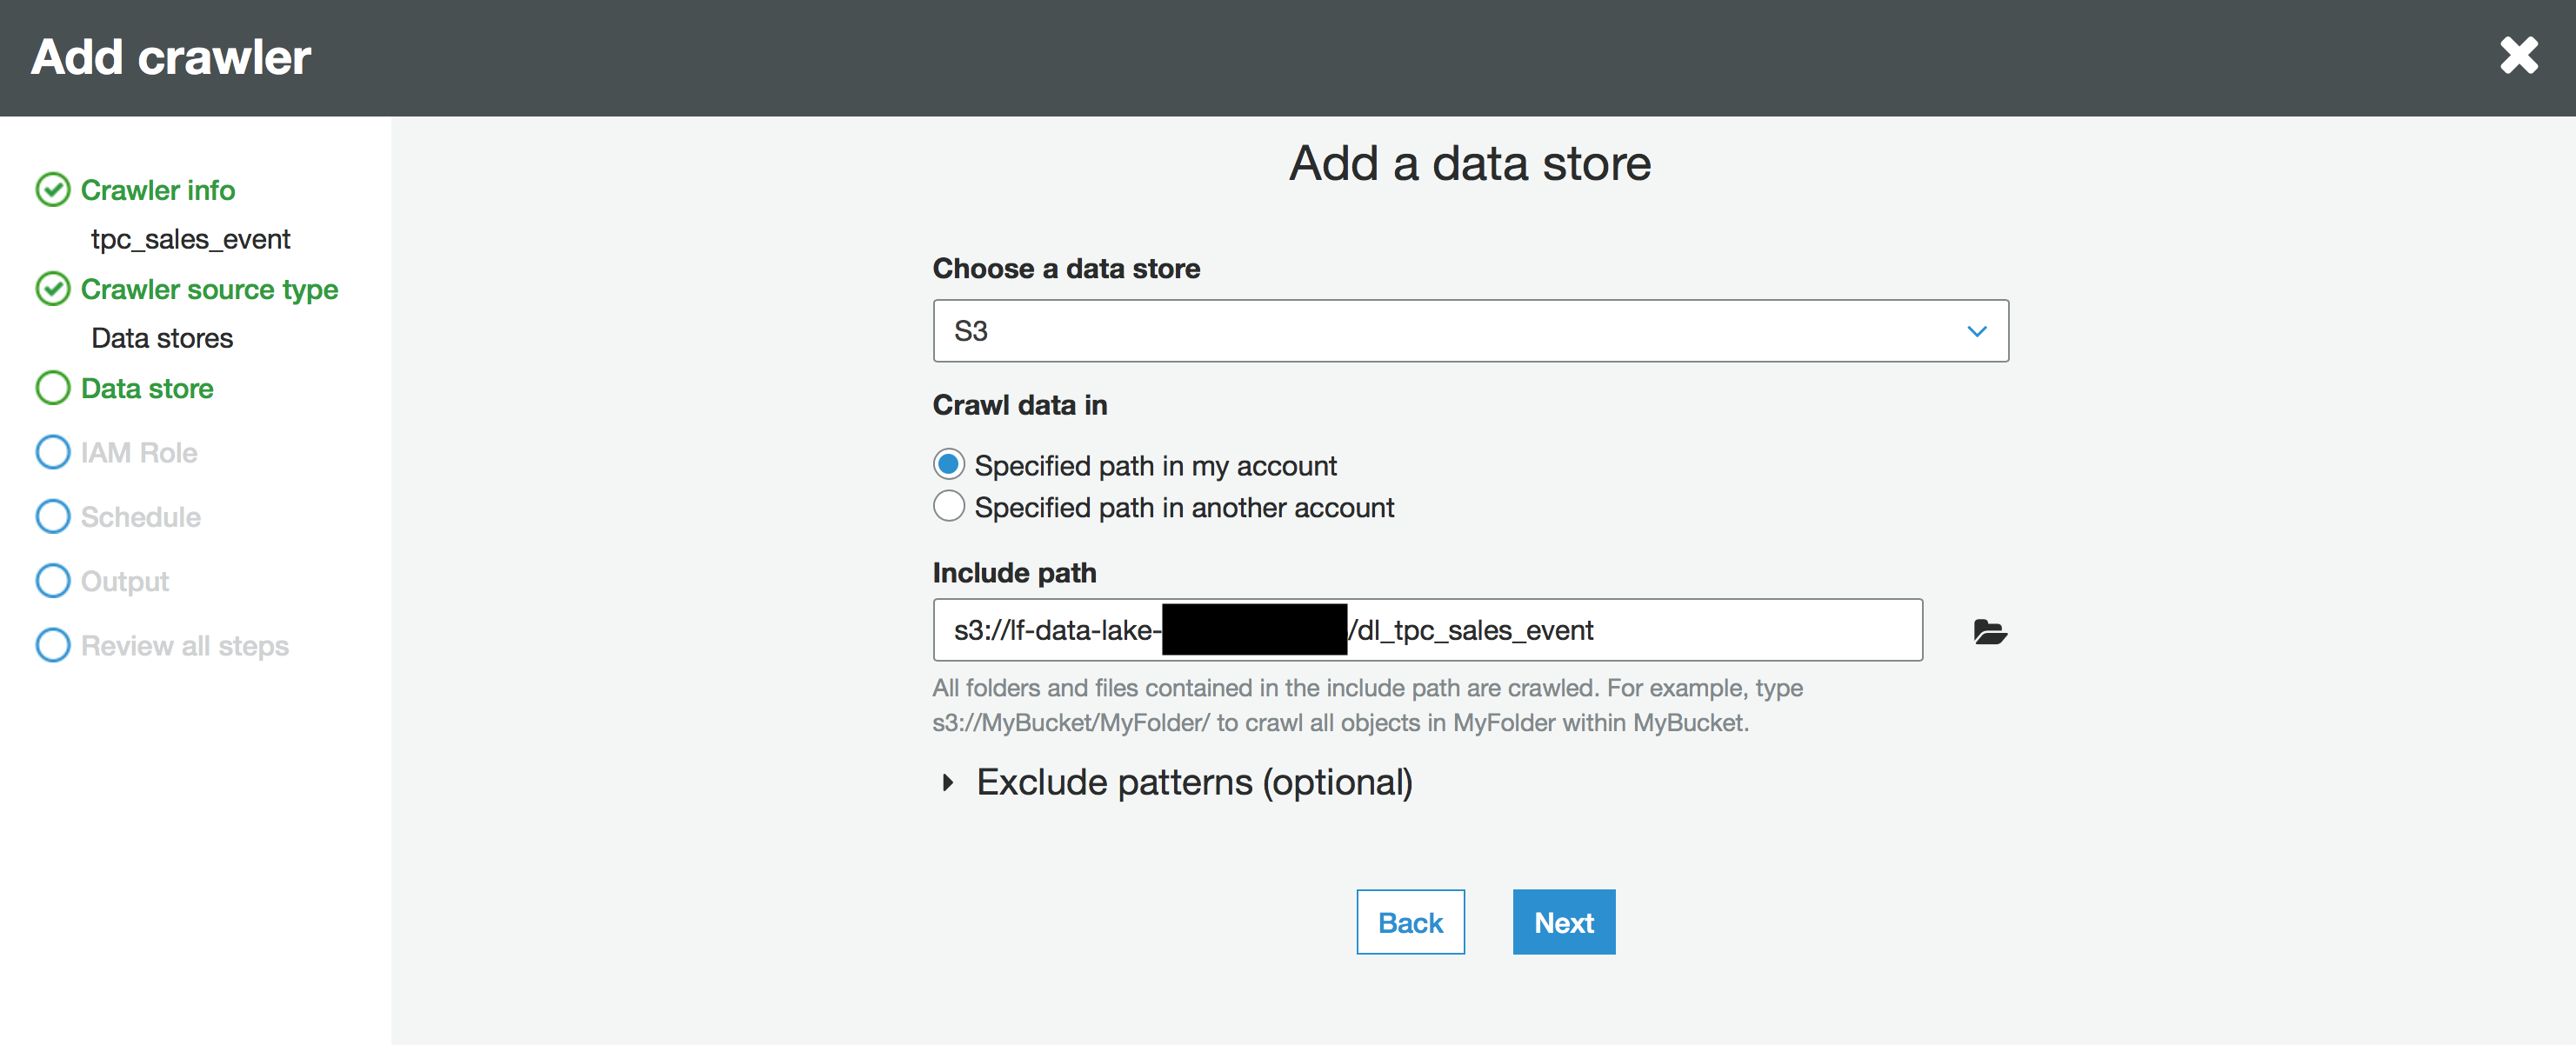 Add crawler
Crawler info
tpc_sales_event
Crawler source type
Data stores
Data store
IAM Role
Schedule
Output
Review all steps
Add a data store
Choose a data store
S3
Crawl data in
Specified path in my account
Specified path in another account
Include path
s3://lf-data-lake- /dl_tpc_sales_event
All folders and files contained in the include path are crawled. For example, type
s3://MyBucket/MyFolder/ to crawl all objects in MyFolder within MyBucket.
Exclude patterns (optional)
Back
Next